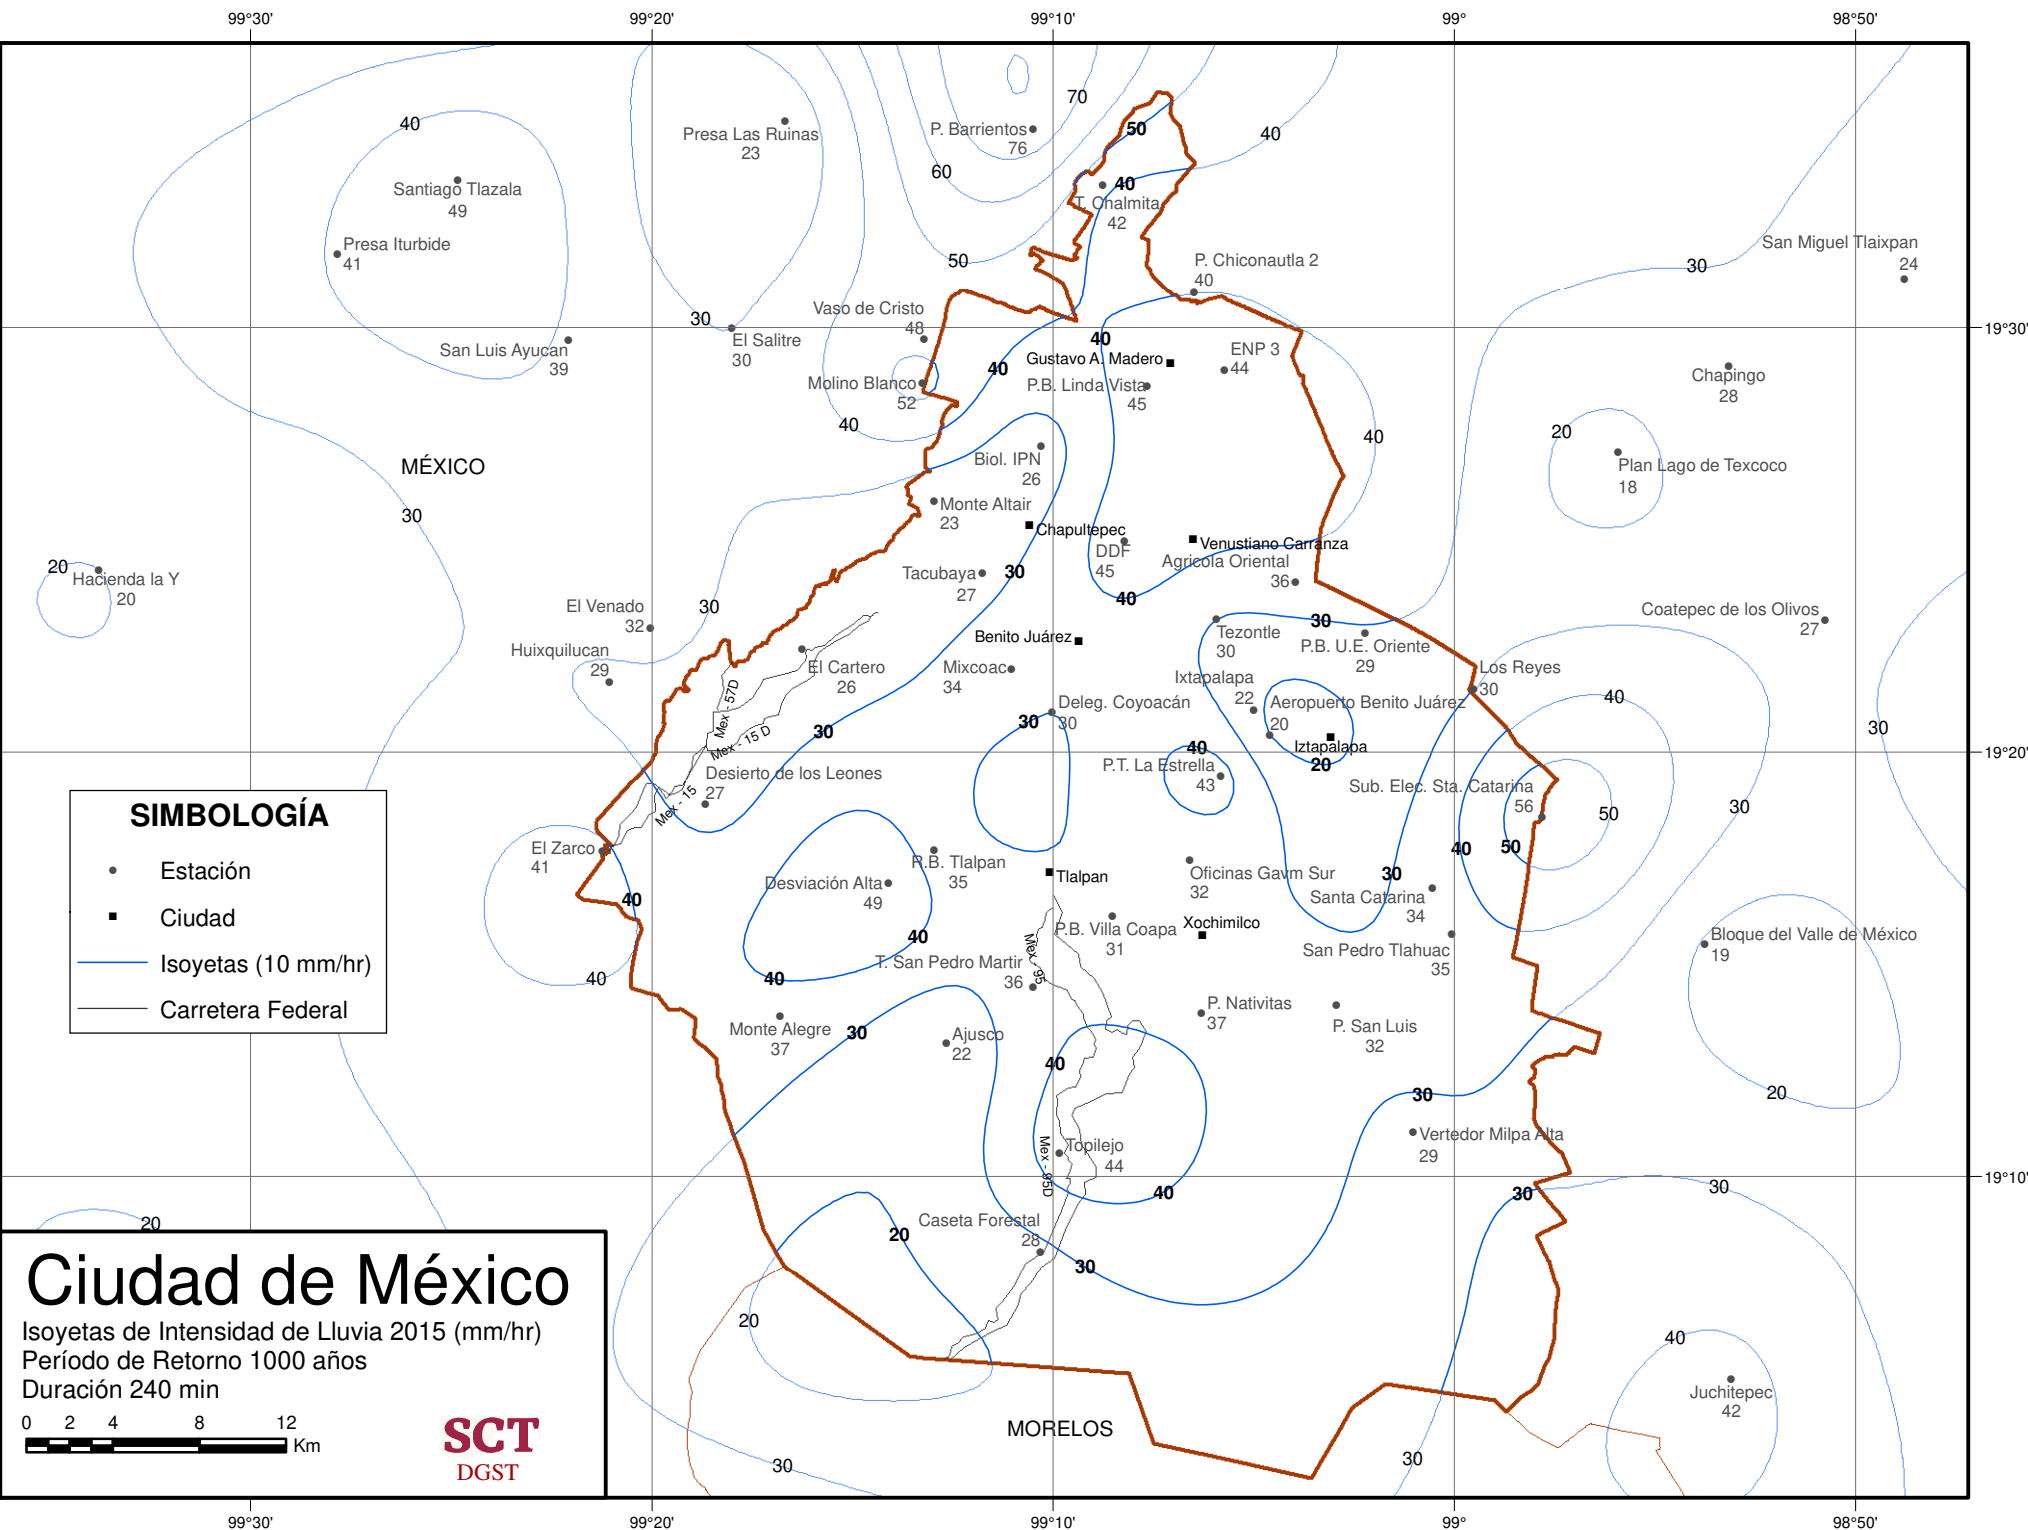 99°30'
99°20'
99°10'
99°
98°50'
70
40
50
40
P. Barrientos
76
Presa Las Ruinas
23
60
Santiago Tlazala
49
40
T. Chalmita
42
Presa Iturbide
41
50
P. Chiconautla 2
40
San Miguel Tlaixpan
24
30
Vaso de Cristo
48
30
El Salitre
30
19°30'
San Luis Ayucan
39
40
Gustavo A. Madero
ENP 3
44
40
Molino Blanco
52
P.B. Linda Vista
45
Chapingo
28
40
40
20
MÉXICO
Biol. IPN
26
Plan Lago de Texcoco
18
30
Monte Altair
23
Chapultepec
DDF
45
Venustiano Carranza
Agricola Oriental
36
20
Hacienda la Y
20
Tacubaya
27
30
40
El Venado
32
30
30
Coatepec de los Olivos
27
Tezontle
30
P.B. U.E. Oriente
29
Benito Juárez
Huixquilucan
29
El Cartero
26
Mixcoac
34
Ixtapalapa
22
Los Reyes
30
Mex - 57D
Deleg. Coyoacán
30
Aeropuerto Benito Juárez
20
40
30
30
30
Mex - 15 D
40
Iztapalapa
20
19°20'
P.T. La Estrella
43
Desierto de los Leones
27
Mex - 15
Sub. Elec. Sta. Catarina
56
50
30
SIMBOLOGÍA
Estación
Ciudad
Isoyetas (10 mm/hr)
Carretera Federal
El Zarco
41
R.B. Tlalpan
35
40
50
Desviación Alta
49
Tlalpan
Oficinas Gavm Sur
32
30
Santa Catarina
34
40
40
P.B. Villa Coapa
31
Xochimilco
San Pedro Tlahuac
35
Bloque del Valle de México
19
Mex - 95
T. San Pedro Martir
36
40
40
P. Nativitas
37
P. San Luis
32
Monte Alegre
37
30
Ajusco
22
40
30
20
Vertedor Milpa Alta
29
Topilejo
44
Mex - 95D
19°10'
40
30
30
20
Caseta Forestal
28
20
30
20
40
Juchitepec
42
MORELOS
30
30
Ciudad de México
Isoyetas de Intensidad de Lluvia 2015 (mm/hr)
Período de Retorno 1000 años
Duración 240 min
0 2 4 8 12
Km
SCT
DGST
99°30'
99°20'
99°10'
99°
98°50'